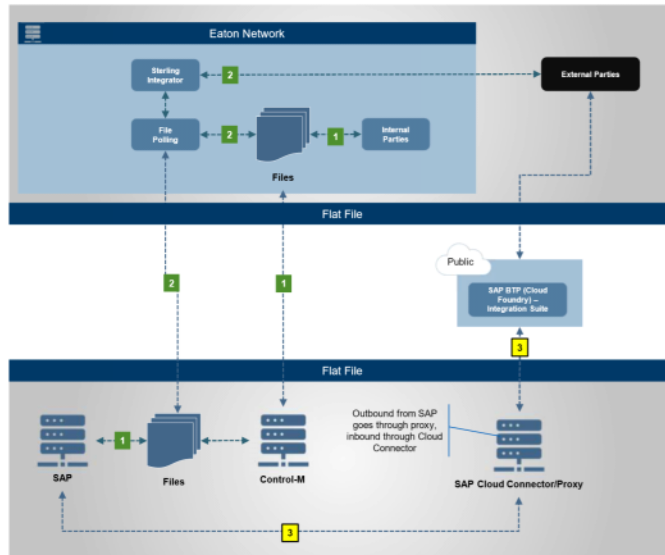 Eaton Network
Sterling
Integrator
2
External Parties
File
Polling
2
1
Internal
Parties
Files
Flat File
Public
SAP BTP (Cloud
Foundry) –
Integration Suite
2
1
3
Flat File
Outbound from SAP
goes through proxy,
inbound through Cloud
Connector
1
SAP
Files
Control-M
SAP Cloud Connector/Proxy
3